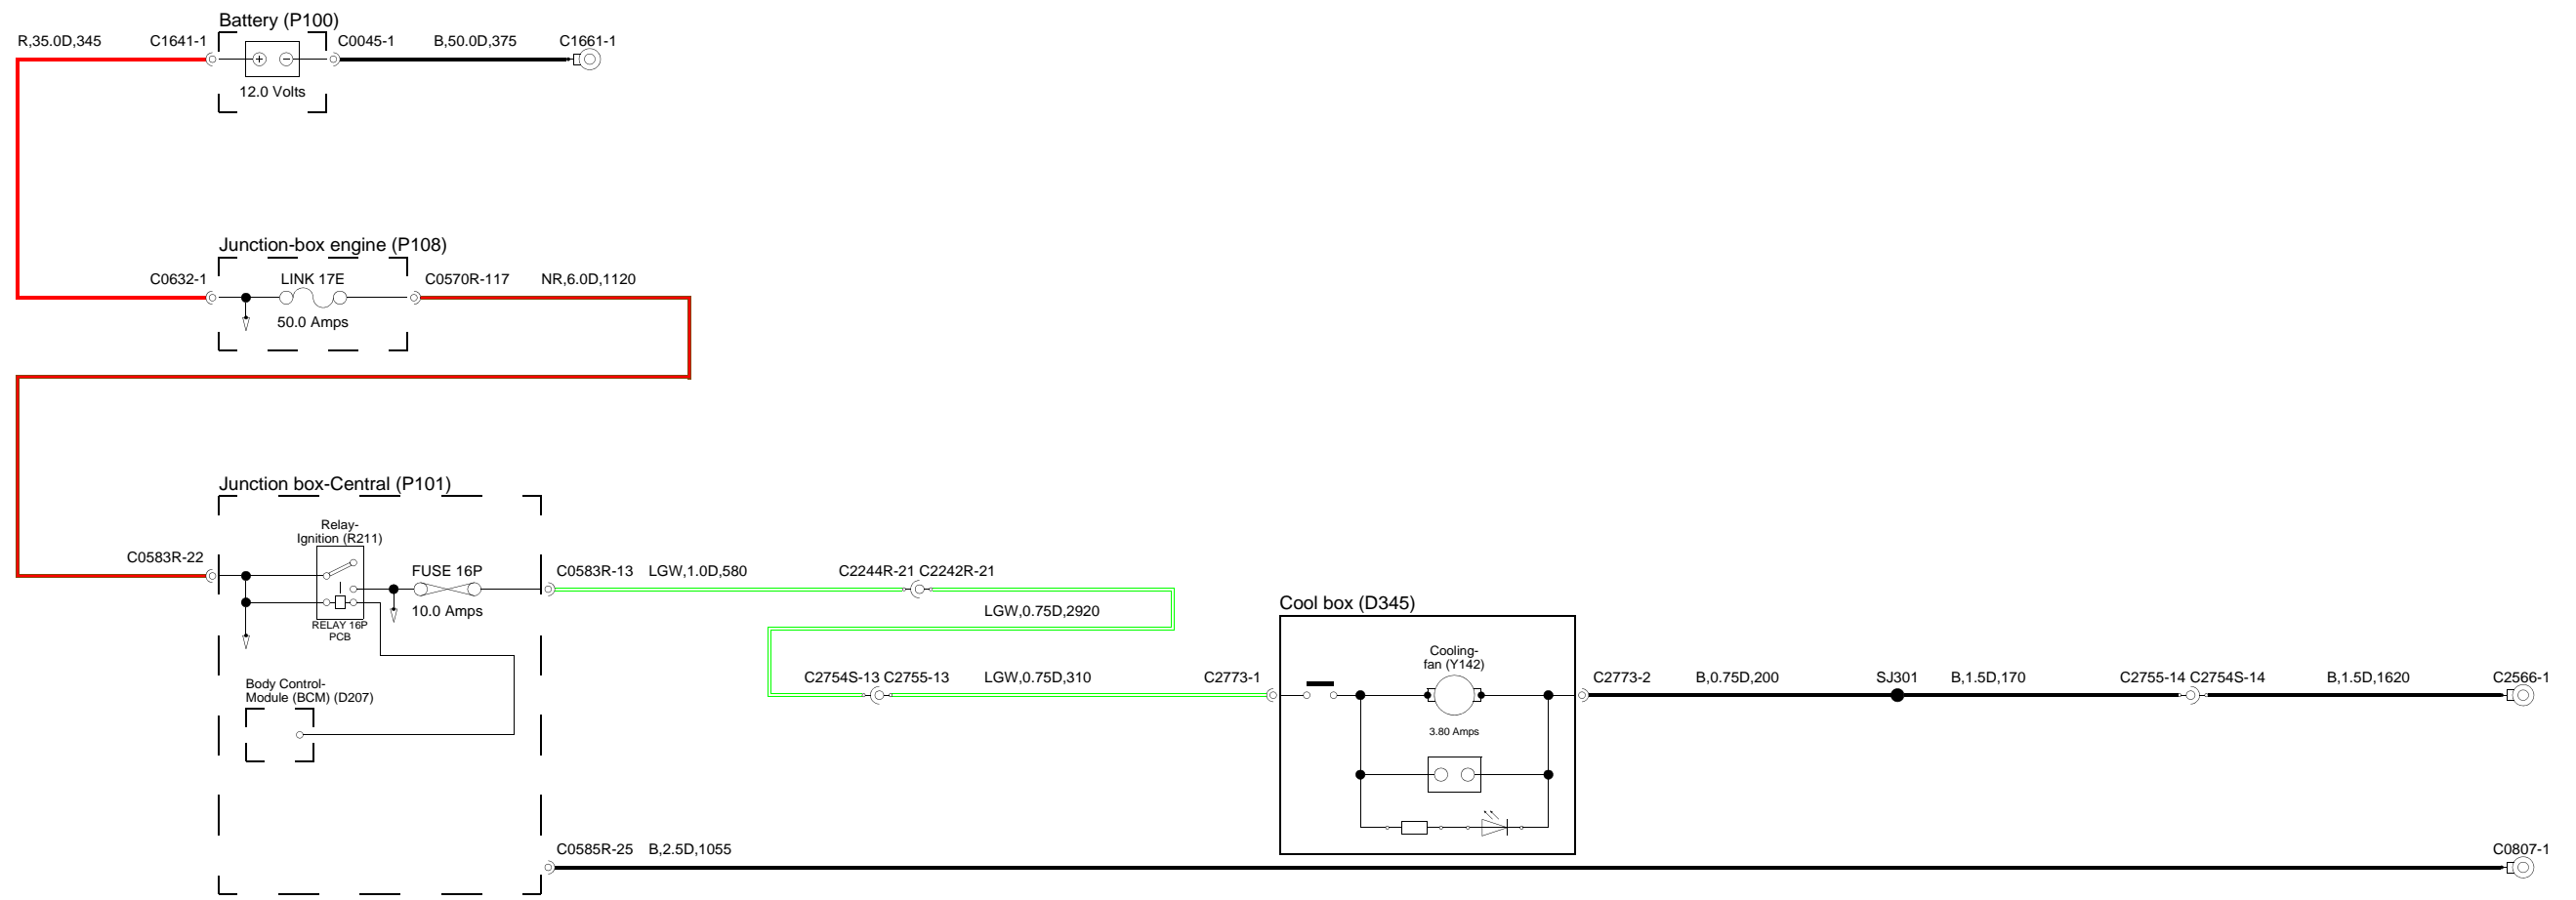 Battery (P100)
R,35.0D,345
C1641-1
C0045-1
B,50.0D,375
C1661-1
12.0 Volts
Junction-box engine (P108)
C0632-1
LINK 17E
C0570R-117
NR,6.0D,1120
50.0 Amps
Junction box-Central (P101)
Relay-
Ignition (R211)
C0583R-22
FUSE 16P
10.0 Amps
RELAY 16P
PCB
C0583R-13
LGW,1.0D,580
C2244R-21
C2242R-21
LGW,0.75D,2920
Cool box (D345)
Cooling-
fan (Y142)
3.80 Amps
C2754S-13
C2755-13
LGW,0.75D,310
C2773-1
C2773-2
B,0.75D,200
SJ301
B,1.5D,170
C2755-14
C2754S-14
B,1.5D,1620
C2566-1
Body Control-
Module (BCM) (D207)
C0585R-25
B,2.5D,1055
C0807-1